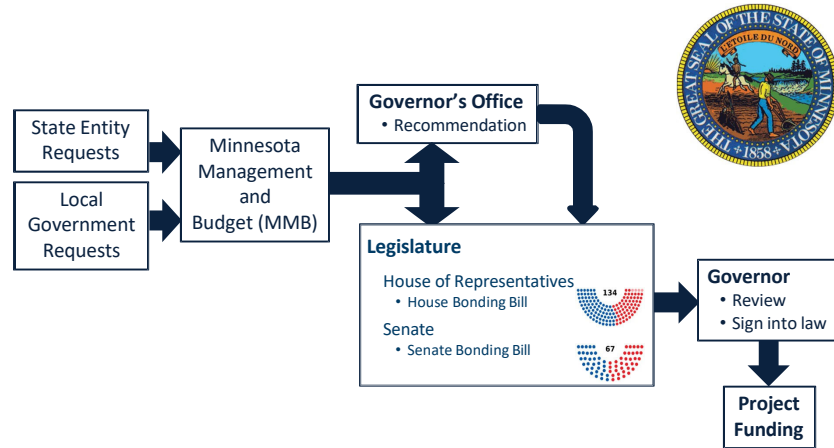 THE GREAT SEAL OF THE STATE OF MINNESOTA
L'ETOILE DU NORD
1858
State Entity
Requests
Local
Government
Requests
Minnesota
Management
and
Budget (MMB)
Governor’s Office
• Recommendation
Legislature
House of Representatives
• House Bonding Bill
134
Senate
• Senate Bonding Bill
67
Governor
• Review
• Sign into law
Project
Funding